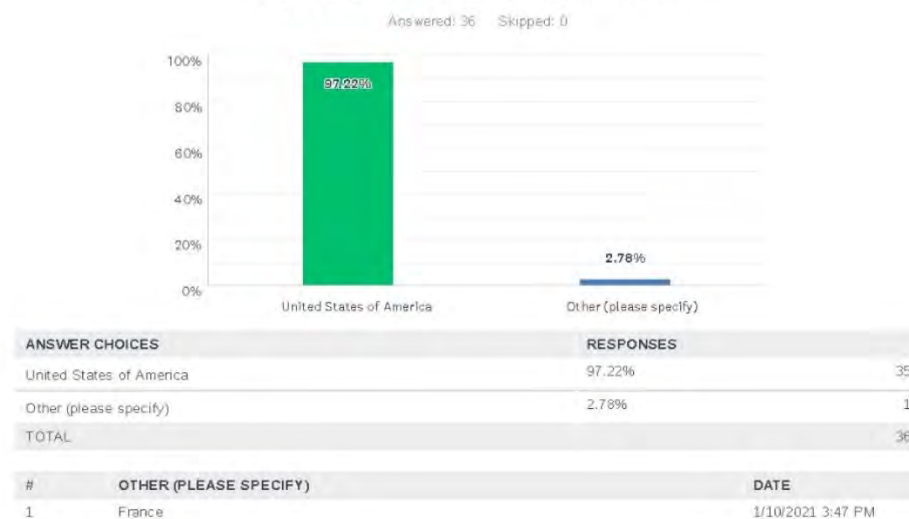 Answered: 36 Skipped: 0
100%
97.22%
80%
60%
40%
20%
2.78%
0%
United States of America Other (please specify)
ANSWER CHOICES RESPONSES
United States of America 97.22% 35
Other (please specify) 2.78% 1
TOTAL 36
# OTHER (PLEASE SPECIFY) DATE
1 France 1/10/2021 3:47 PM